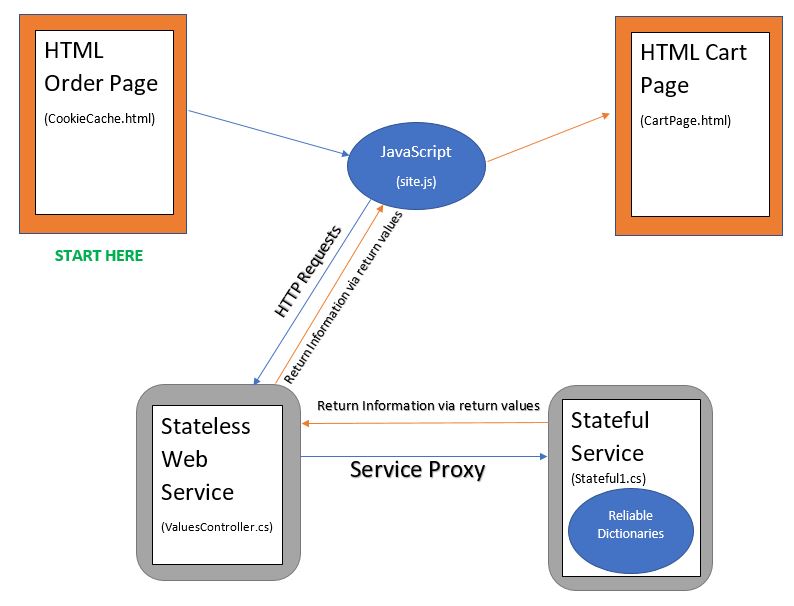 HTML
Order Page
(CookieCache.html)
START HERE
JavaScript
(site.js)
HTML Cart
Page
(CartPage.html)
HTTP Requests
Return Information via return values
Stateless
Web
Service
(ValuesController.cs)
Return Information via return values
Service Proxy
Stateful
Service
(Stateful1.cs)
Reliable
Dictionaries